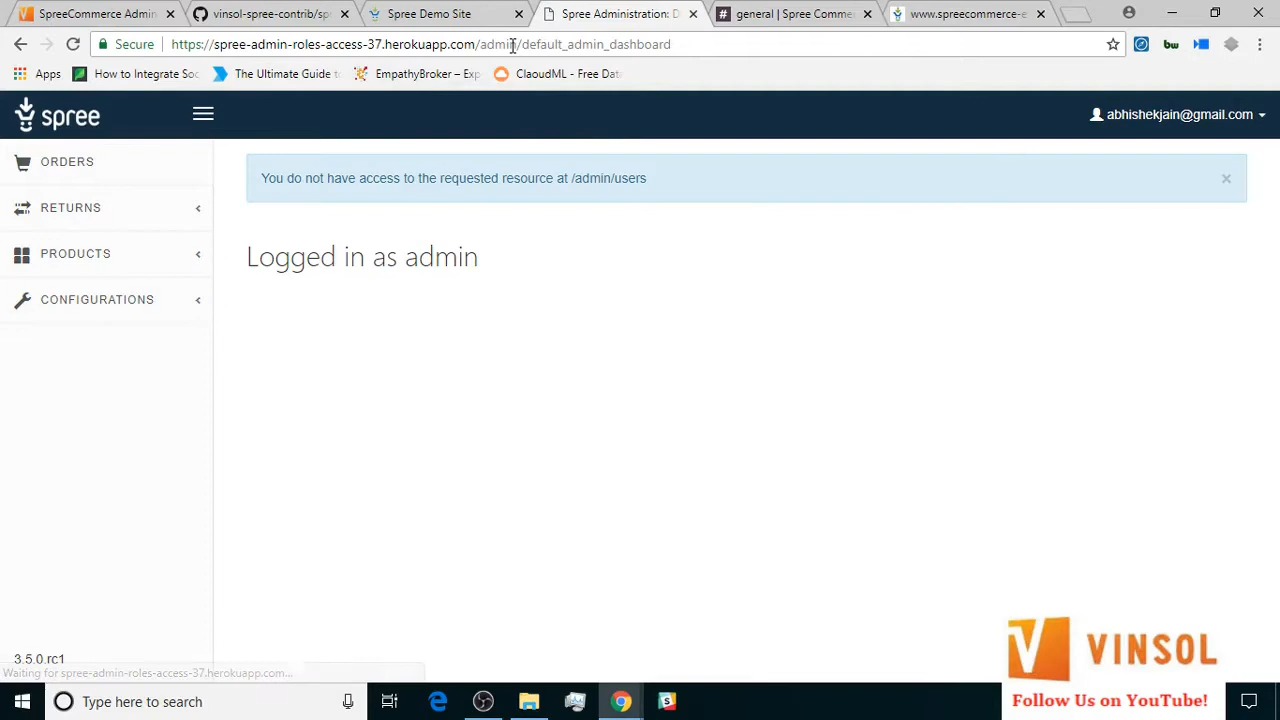 SpreeCommerce Admin
vinsol-spree-contrib/spr
Spree Demo Site
Spree Administration: D
general | Spree Comme
www.spreecommerce-e
Secure
https://spree-admin-roles-access-37.herokuapp.com/admin/default_admin_dashboard
bw
Apps
How to Integrate Soc
The Ultimate Guide to
EmpathyBroker – Exp
ClaoudML - Free Data
spree
abhishekjain@gmail.com
ORDERS
RETURNS
PRODUCTS
CONFIGURATIONS
You do not have access to the requested resource at /admin/users
×
Logged in as admin
3.5.0.rc1
Waiting for spree-admin-roles-access-37.herokuapp.com...
VINSOL
Follow Us on YouTube!
Type here to search